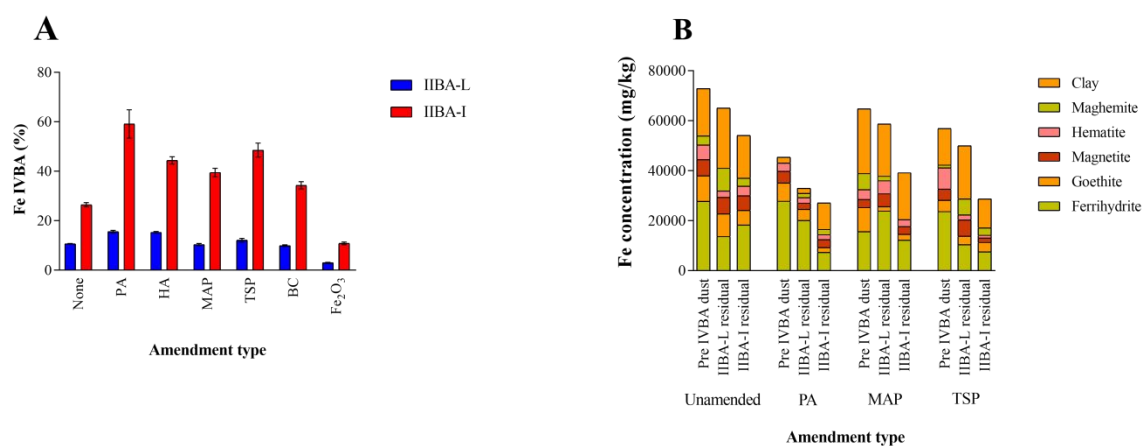 A
Fe IVBA (%)
80
60
40
20
0
None
PA
HA
MAP
TSP
BC
Fe₂O₃
Amendment type
IIBA-L
IIBA-I
B
Fe concentration (mg/kg)
80000
60000
40000
20000
0
Pre IVBA dust
IIBA-L residual
IIBA-I residual
Pre IVBA dust
IIBA-L residual
IIBA-I residual
Pre IVBA dust
IIBA-L residual
IIBA-I residual
Pre IVBA dust
IIBA-L residual
IIBA-I residual
Unamended
PA
MAP
TSP
Amendment type
Clay
Maghemite
Hematite
Magnetite
Goethite
Ferrihydrite